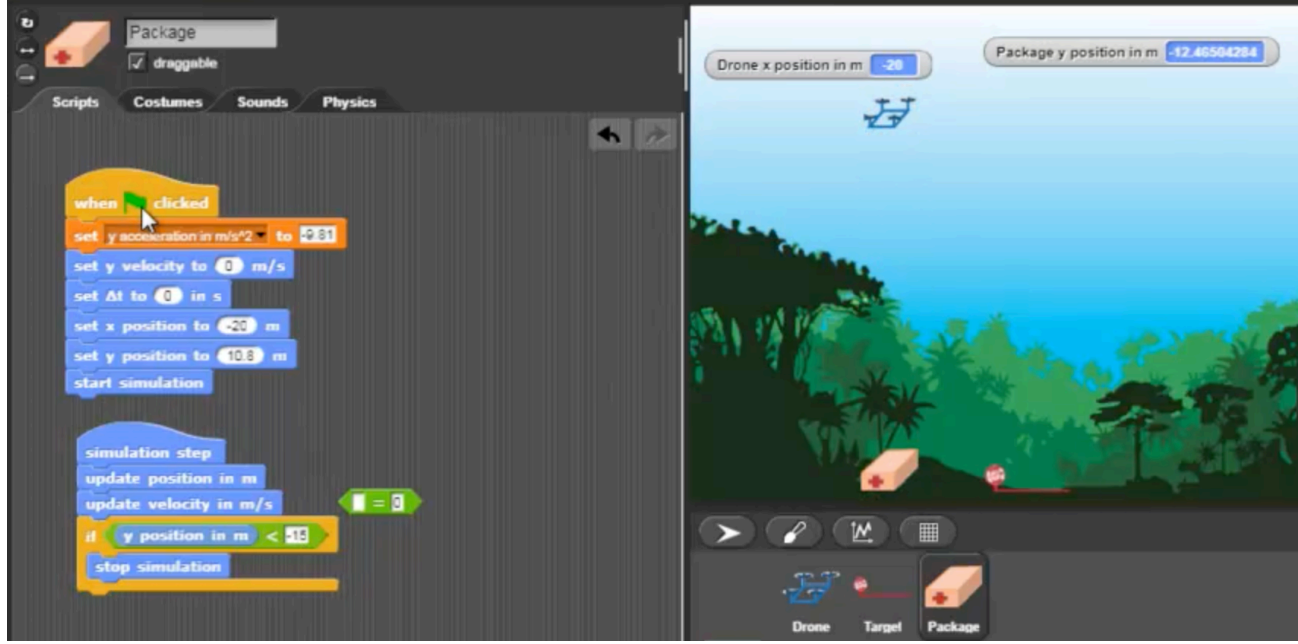 Package
draggable
Scripts Costumes Sounds Physics
when clicked
set y acceleration in m/s^2 to -9.81
set y velocity to 0 m/s
set Δt to 0 in s
set x position to -20 m
set y position to 10.8 m
start simulation
simulation step
update position in m
update velocity in m/s
= 0
if y position in m < -15
stop simulation
Drone x position in m -20
Package y position in m -12.46504284
Drone Target Package